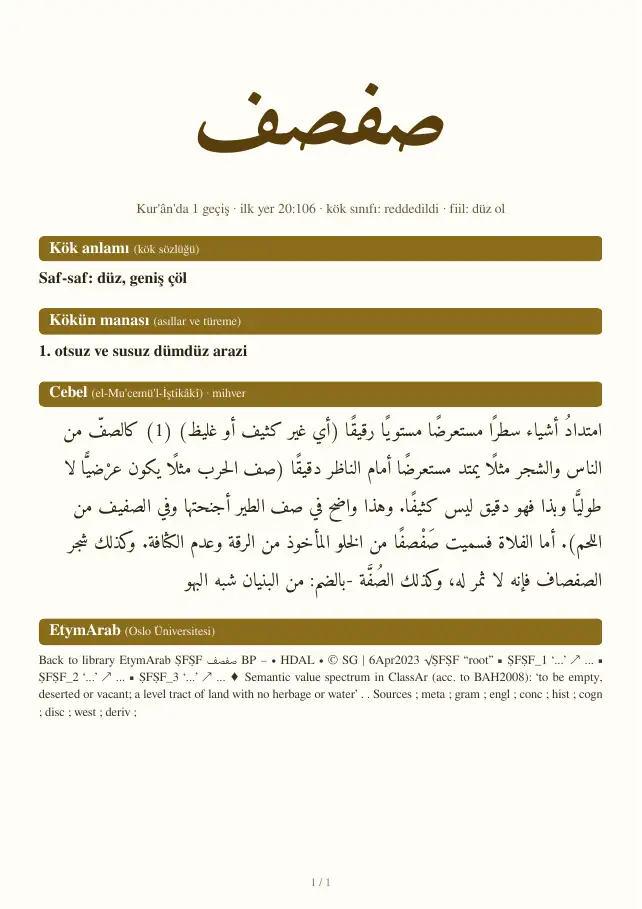 صفصف
Kur'ân'da 1 geçiş · ilk yer 20:106 · kök sınıfı: reddedildi · fiil: düz ol
Kök anlamı (kök sözlüğü)
Saf-saf: düz, geniş çöl
Kökün manası (asıllar ve türeme)
1. otsuz ve susuz dümdüz arazi
Cebel (el-Mu'cemü'l-İştikâkî) · mihver
امتدادُ أشياء سطرًا مستعرضًا مستويًا رقيقًا (أي غير كثيف أو غليظ) (1) كالصفّ من
الناس والشجر مثلًا يمتد مستعرضًا أمام الناظر دقيقًا (صف الحرب مثلًا يكون عرْضيًّا لا
طوليًّا وبذا فهو دقيق ليس كثيفًا. وهذا واضح في صف الطير أجنحتها وفي الصفيف من
اللحم). أما الفلاة فسميت صَفْصفًا من الخلو المأخوذ من الرقة وعدم الكثافة. وكذلك شجر
الصفصاف فإنه لا ثمر له، وكذلك الصُفَّة -بالضم: من البنيان شبه البهو
EtymArab (Oslo Üniversitesi)
Back to library EtymArab ṢFṢF صفصف BP – • HDAL • © SG | 6Apr2023 √ṢFṢF “root” ▪ ṢFṢF_1 ‘...’ ↗ ... ▪
ṢFṢF_2 ‘...’ ↗ ... ▪ ṢFṢF_3 ‘...’ ↗ ... ♦ Semantic value spectrum in ClassAr (acc. to BAH2008): ‘to be empty,
deserted or vacant; a level tract of land with no herbage or water’ . . Sources ; meta ; gram ; engl ; conc ; hist ; cogn
; disc ; west ; deriv ;
1 / 1